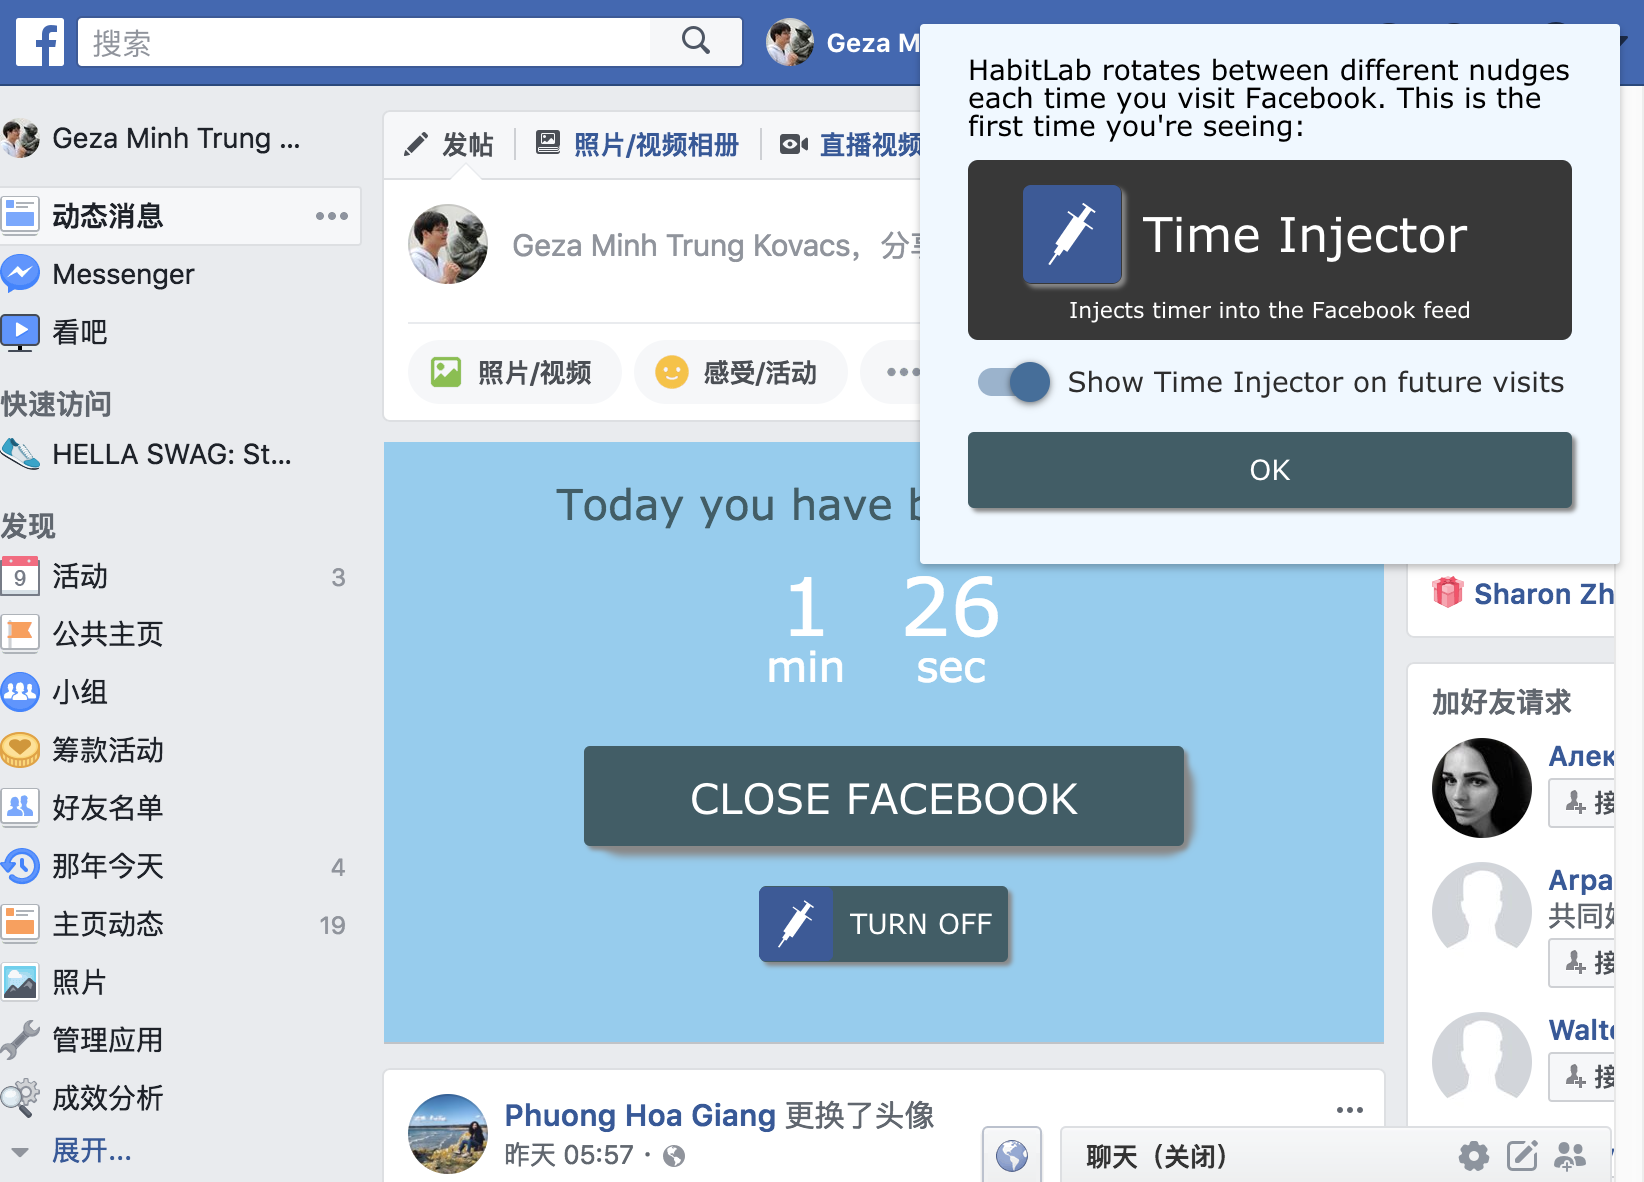 搜索
Geza M
HabitLab rotates between different nudges
each time you visit Facebook. This is the
first time you're seeing:
Time Injector
Injects timer into the Facebook feed
Show Time Injector on future visits
OK
Geza Minh Trung ...
动态消息
Messenger
看吧
快速访问
HELLA SWAG: St...
发现
9 活动 3
公共主页
小组
筹款活动
好友名单
那年今天 4
主页动态 19
照片
管理应用
成效分析
展开...
发帖 照片/视频相册 直播视频
Geza Minh Trung Kovacs，分
照片/视频 感受/活动
Today you have
1 26
min sec
CLOSE FACEBOOK
TURN OFF
Phuong Hoa Giang 更换了头像
昨天 05:57 ·
Sharon Zh
加好友请求
Алек
接
Arpa
共同
接
Walt
接
聊天（关闭）